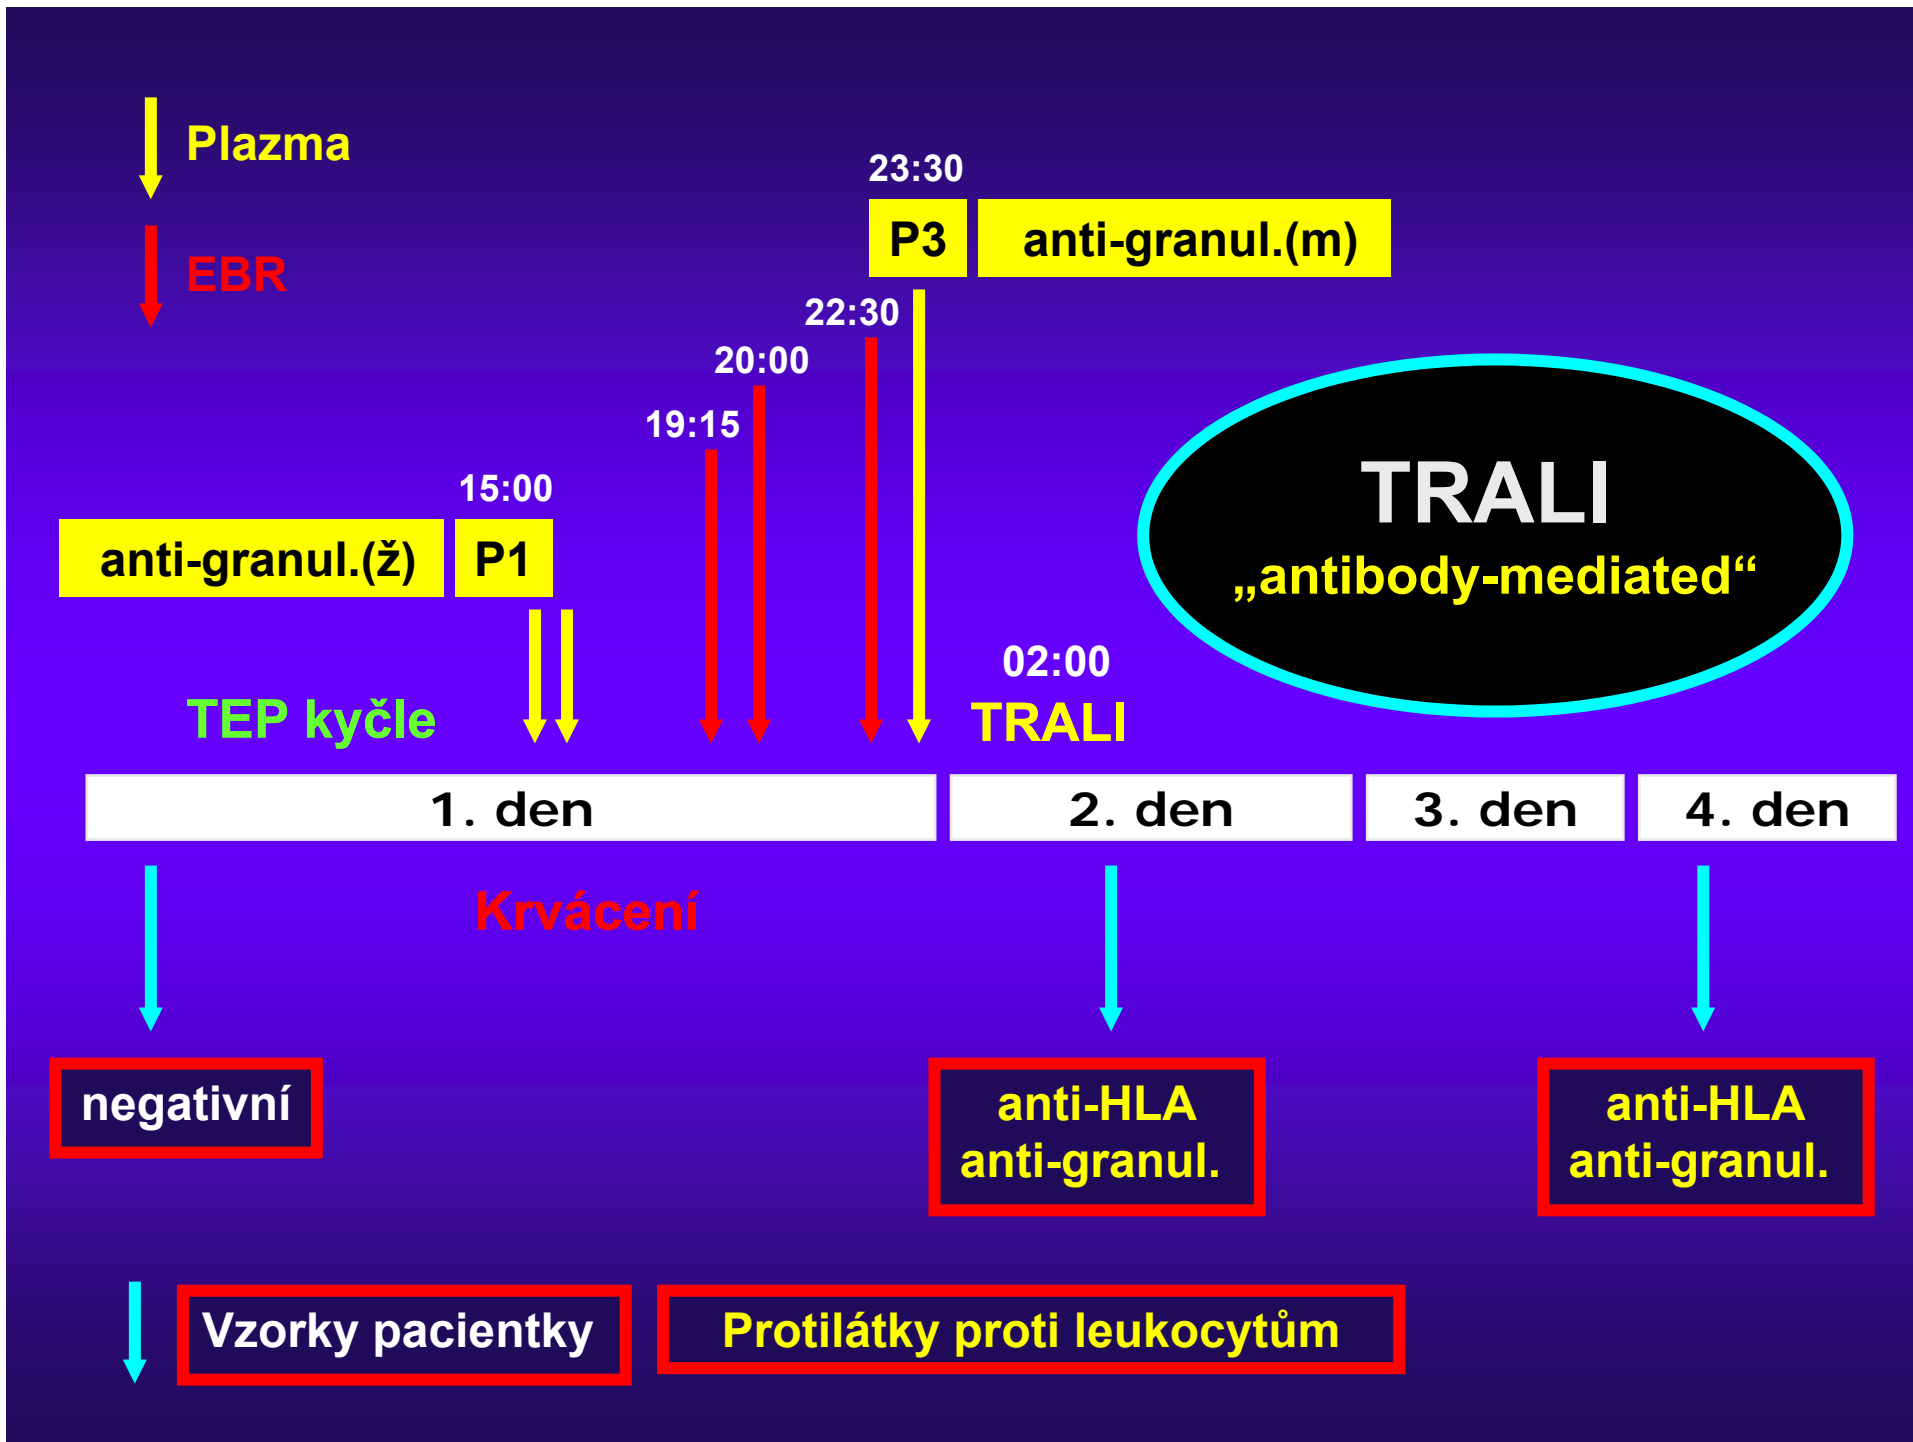 Plazma
EBR
23:30
P3 anti-granul.(m)
22:30
20:00
19:15
15:00
anti-granul.(ž) P1
TRALI
„antibody-mediated“
02:00
TEP kyčle
TRALI
1. den 2. den 3. den 4. den
Krvácení
negativní
anti-HLA
anti-granul.
anti-HLA
anti-granul.
Vzorky pacientky Protilátky proti leukocytům